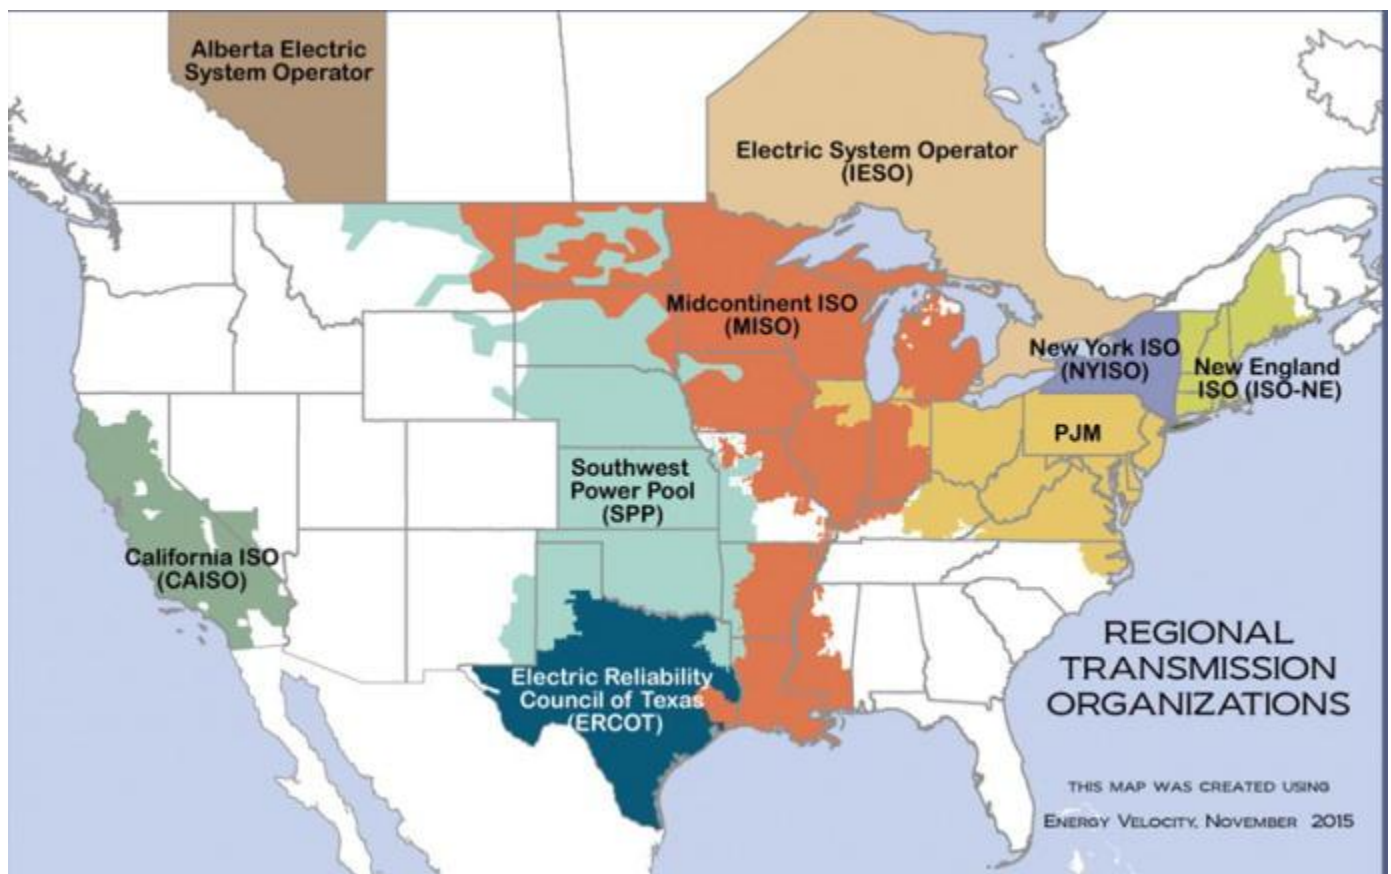 Alberta Electric
System Operator
Electric System Operator
(IESO)
Midcontinent ISO
(MISO)
New York ISO
(NYISO)
New England
ISO (ISO-NE)
PJM
Southwest
Power Pool
(SPP)
California ISO
(CAISO)
Electric Reliability
Council of Texas
(ERCOT)
REGIONAL
TRANSMISSION
ORGANIZATIONS
THIS MAP WAS CREATED USING
ENERGY VELOCITY, NOVEMBER 2015